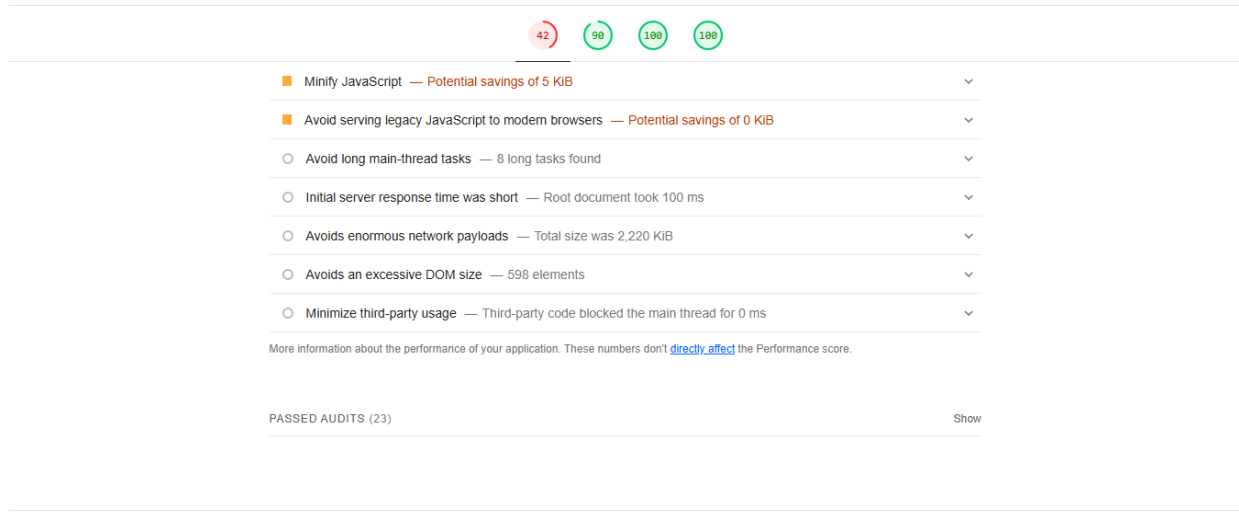 42 90 100 100
Minify JavaScript — Potential savings of 5 KiB
Avoid serving legacy JavaScript to modern browsers — Potential savings of 0 KiB
Avoid long main-thread tasks — 8 long tasks found
Initial server response time was short — Root document took 100 ms
Avoids enormous network payloads — Total size was 2,220 KiB
Avoids an excessive DOM size — 598 elements
Minimize third-party usage — Third-party code blocked the main thread for 0 ms
More information about the performance of your application. These numbers don't directly affect the Performance score.
PASSED AUDITS (23) Show